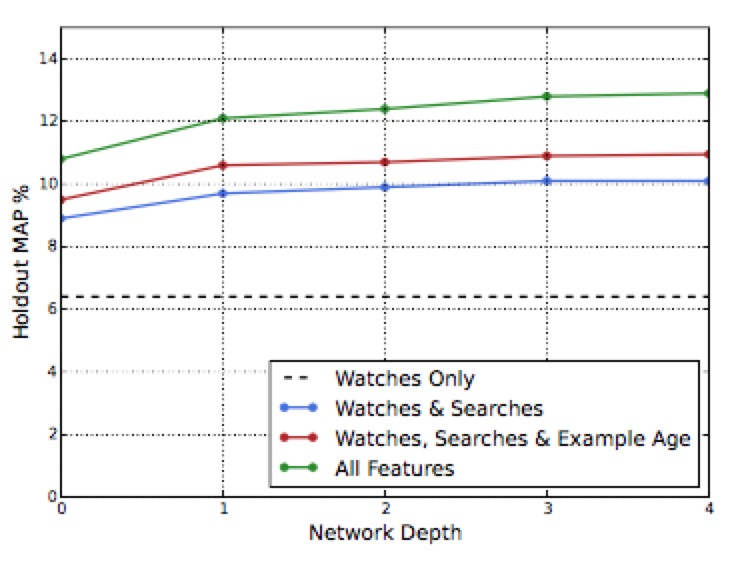 14
12
10
8
6
4
2
0
Holdout MAP %
Watches Only
Watches & Searches
Watches, Searches & Example Age
All Features
0 1 2 3 4
Network Depth